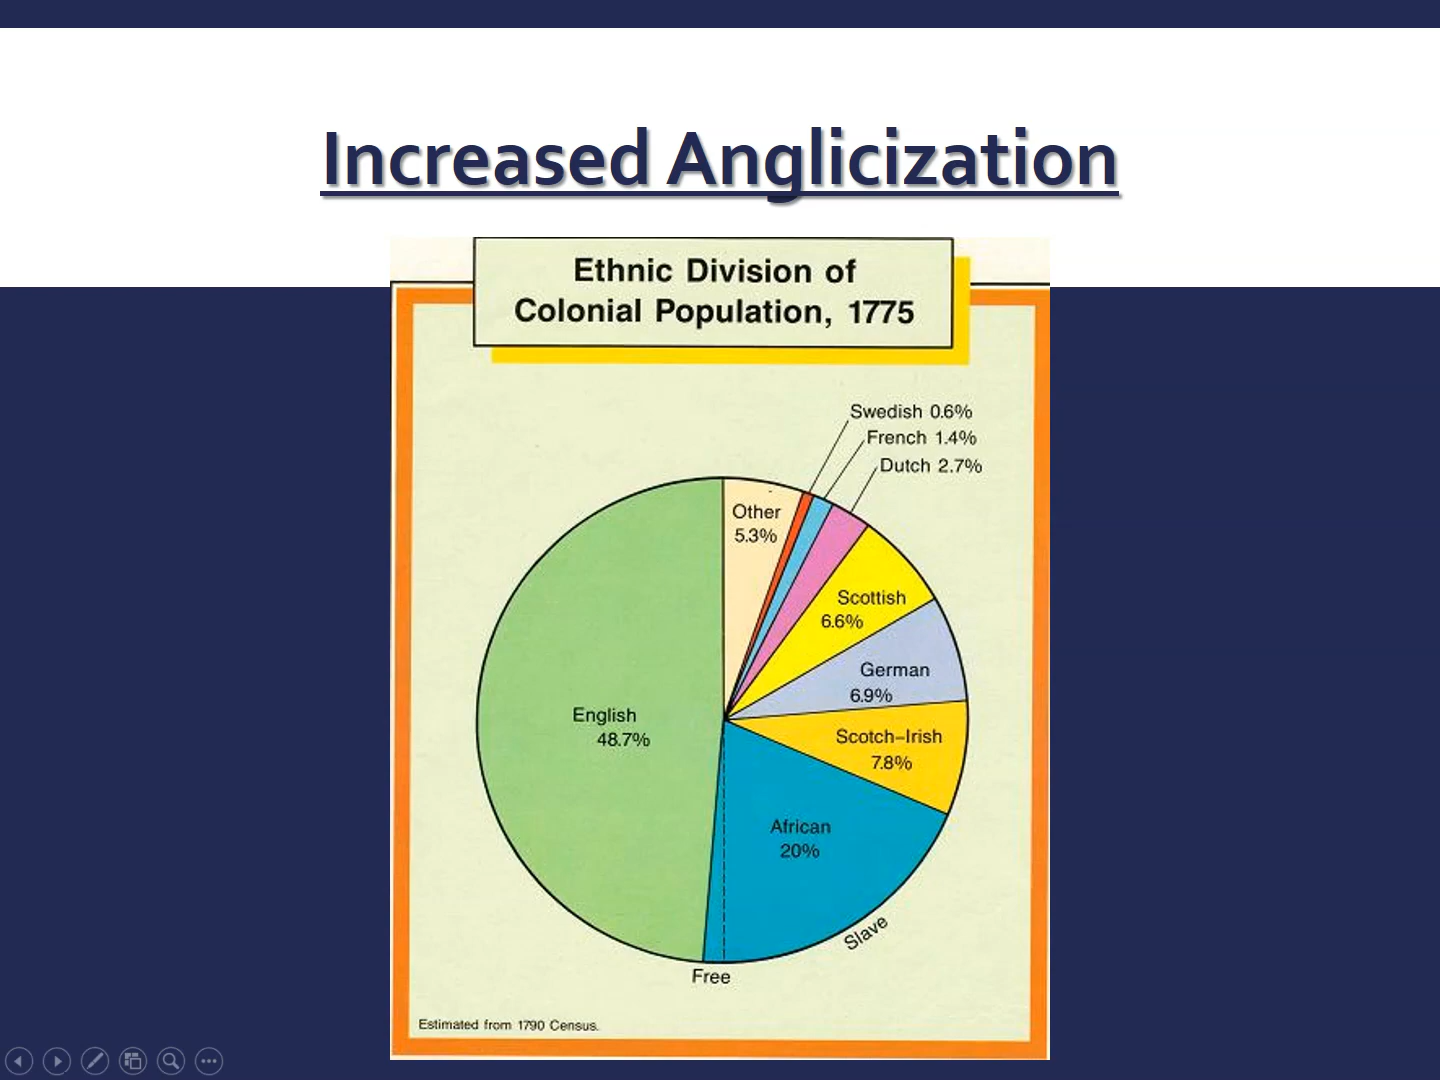 Increased Anglicization
Ethnic Division of
Colonial Population, 1775
Swedish 0.6%
French 1.4%
Dutch 2.7%
Other
5.3%
Scottish
6.6%
German
6.9%
English
48.7%
Scotch–Irish
7.8%
African
20%
Slave
Free
Estimated from 1790 Census.